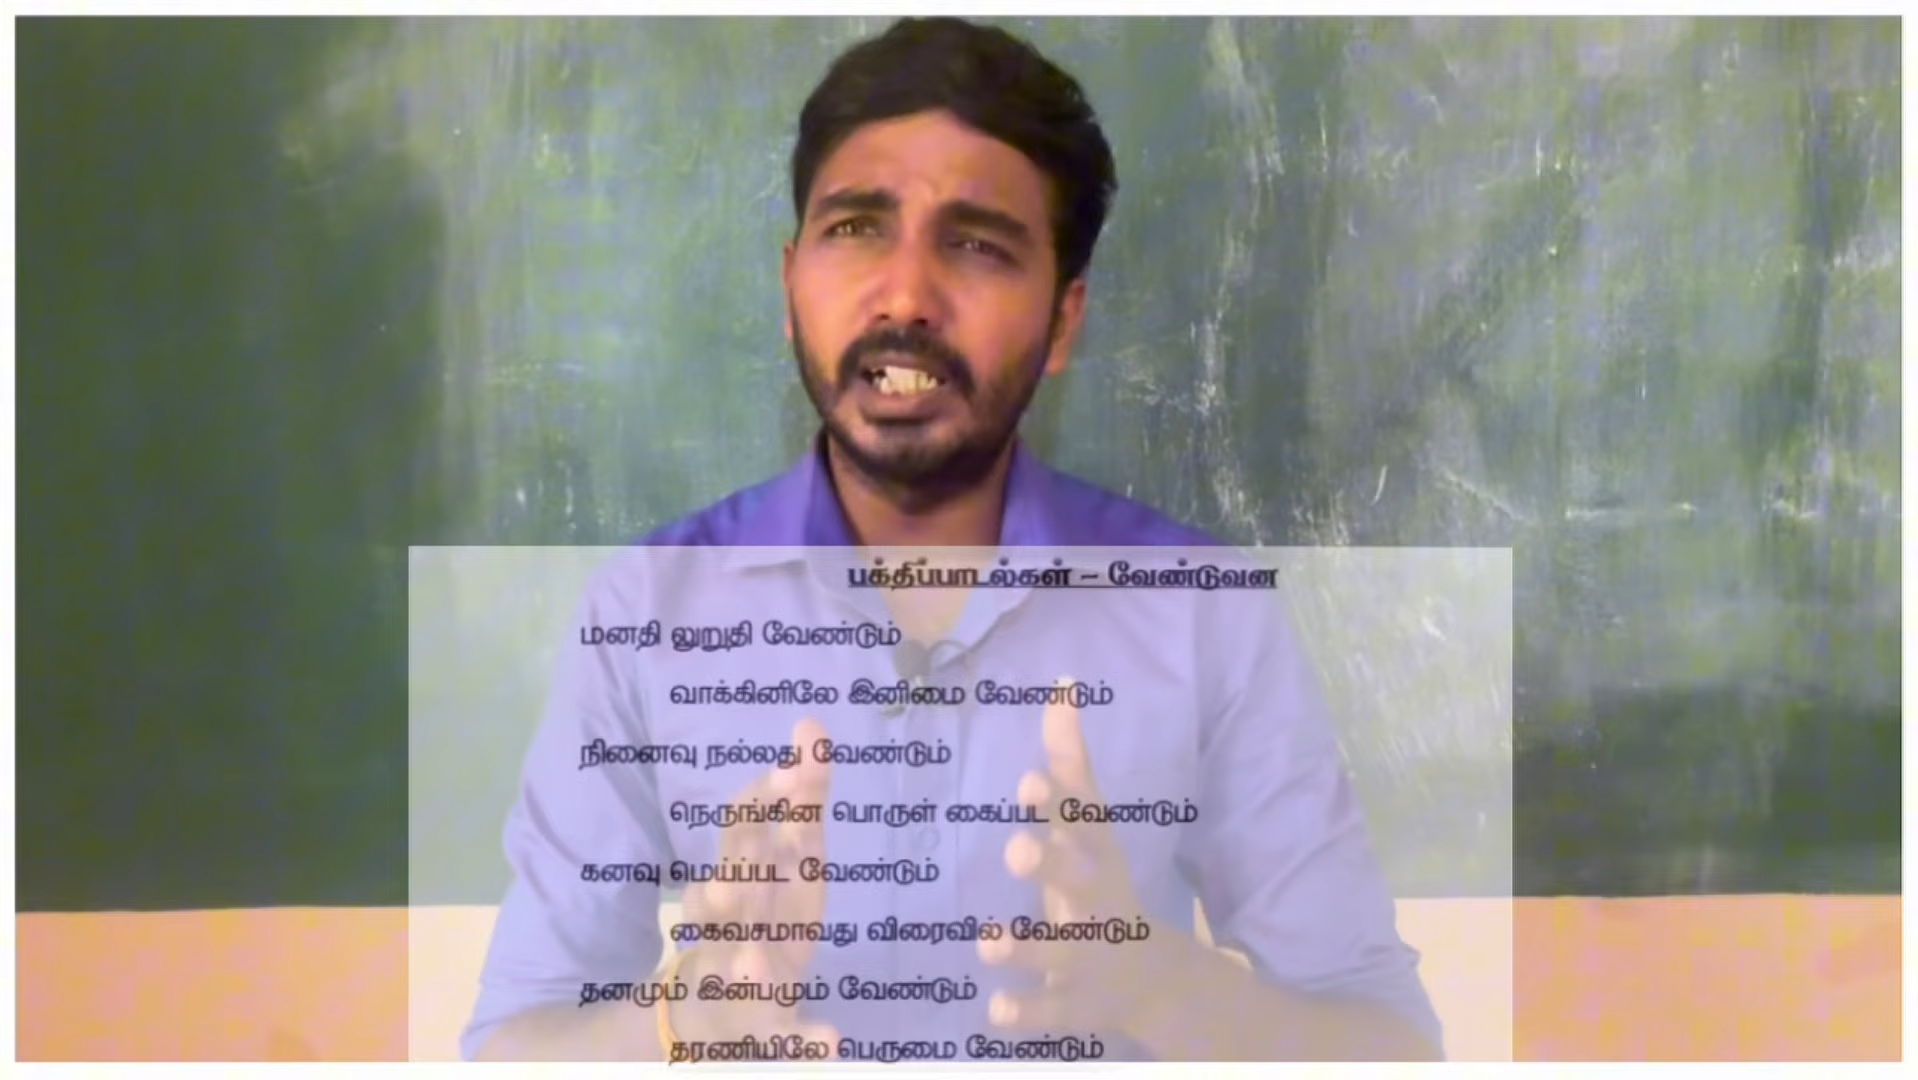 பக்திப்பாடல்கள் – வேண்டுவன
மனதி லுறுதி வேண்டும்
வாக்கினிலே இனிமை வேண்டும்
நினைவு நல்லது வேண்டும்
நெருங்கின பொருள் கைப்பட வேண்டும்
கனவு மெய்ப்பட வேண்டும்
கைவசமாவது விரைவில் வேண்டும்
தனமும் இன்பமும் வேண்டும்
தரணியிலே பெருமை வேண்டும்